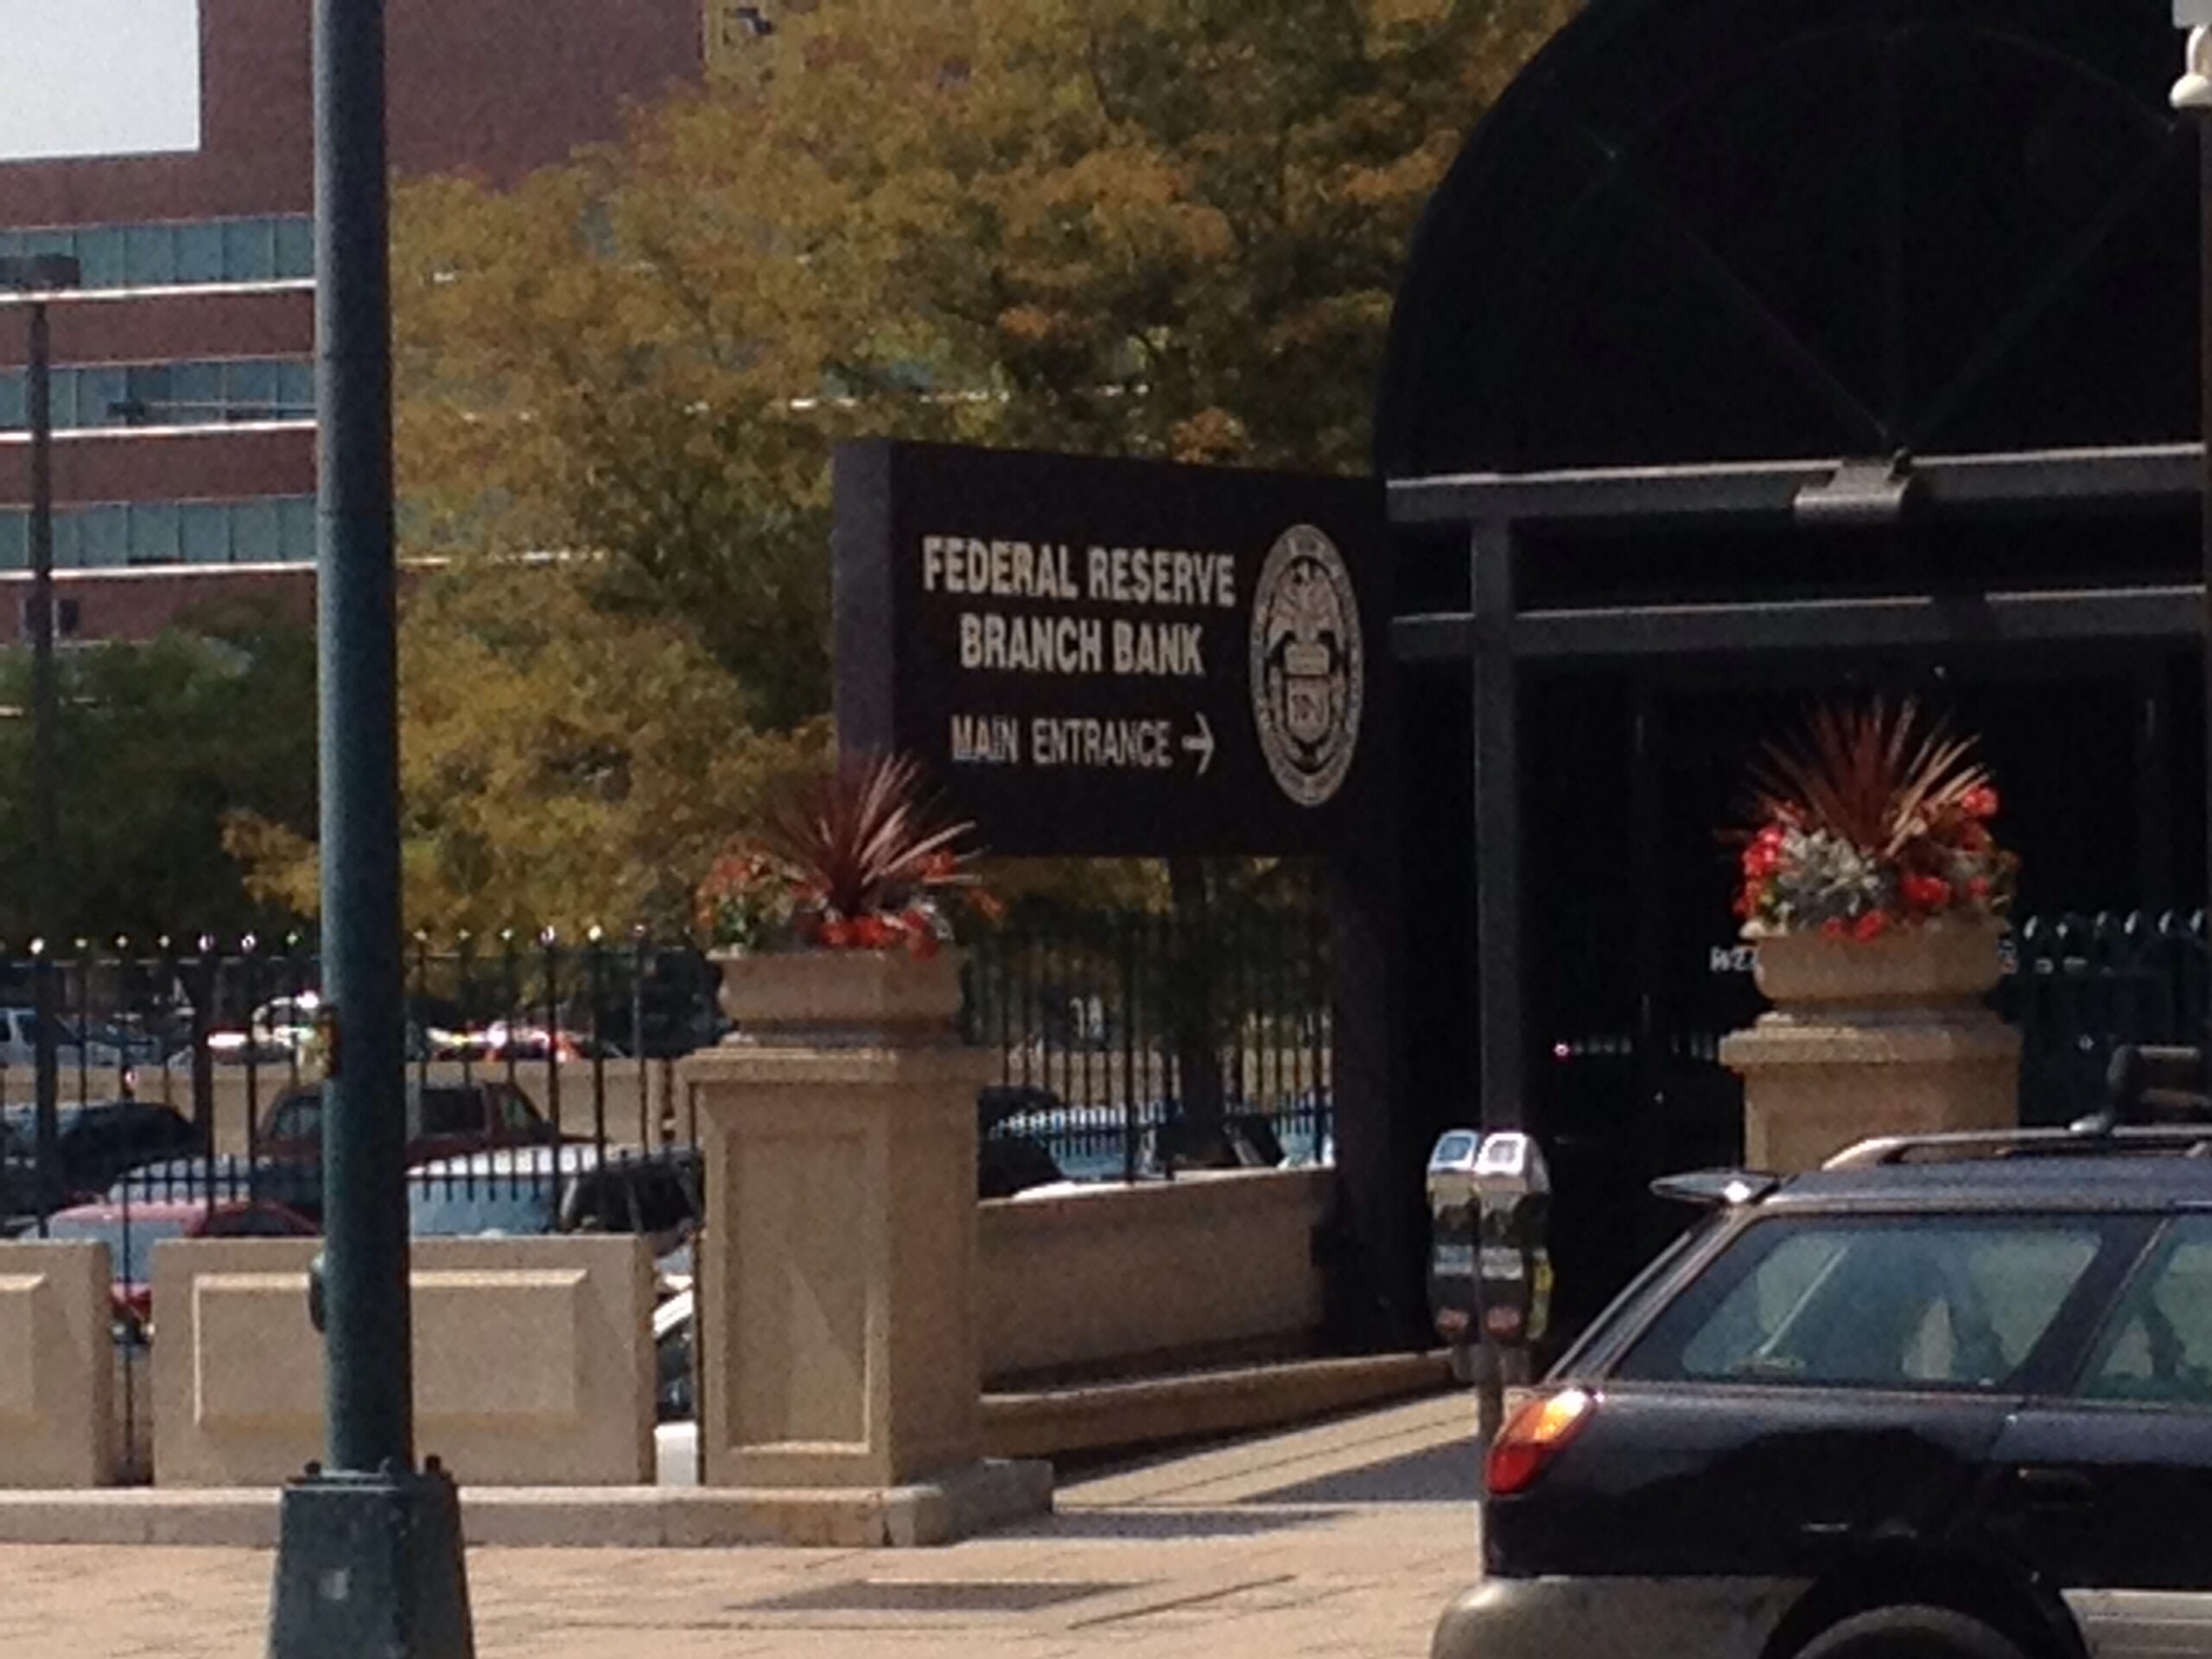 FEDERAL RESERVE
BRANCH BANK
MAIN ENTRANCE →